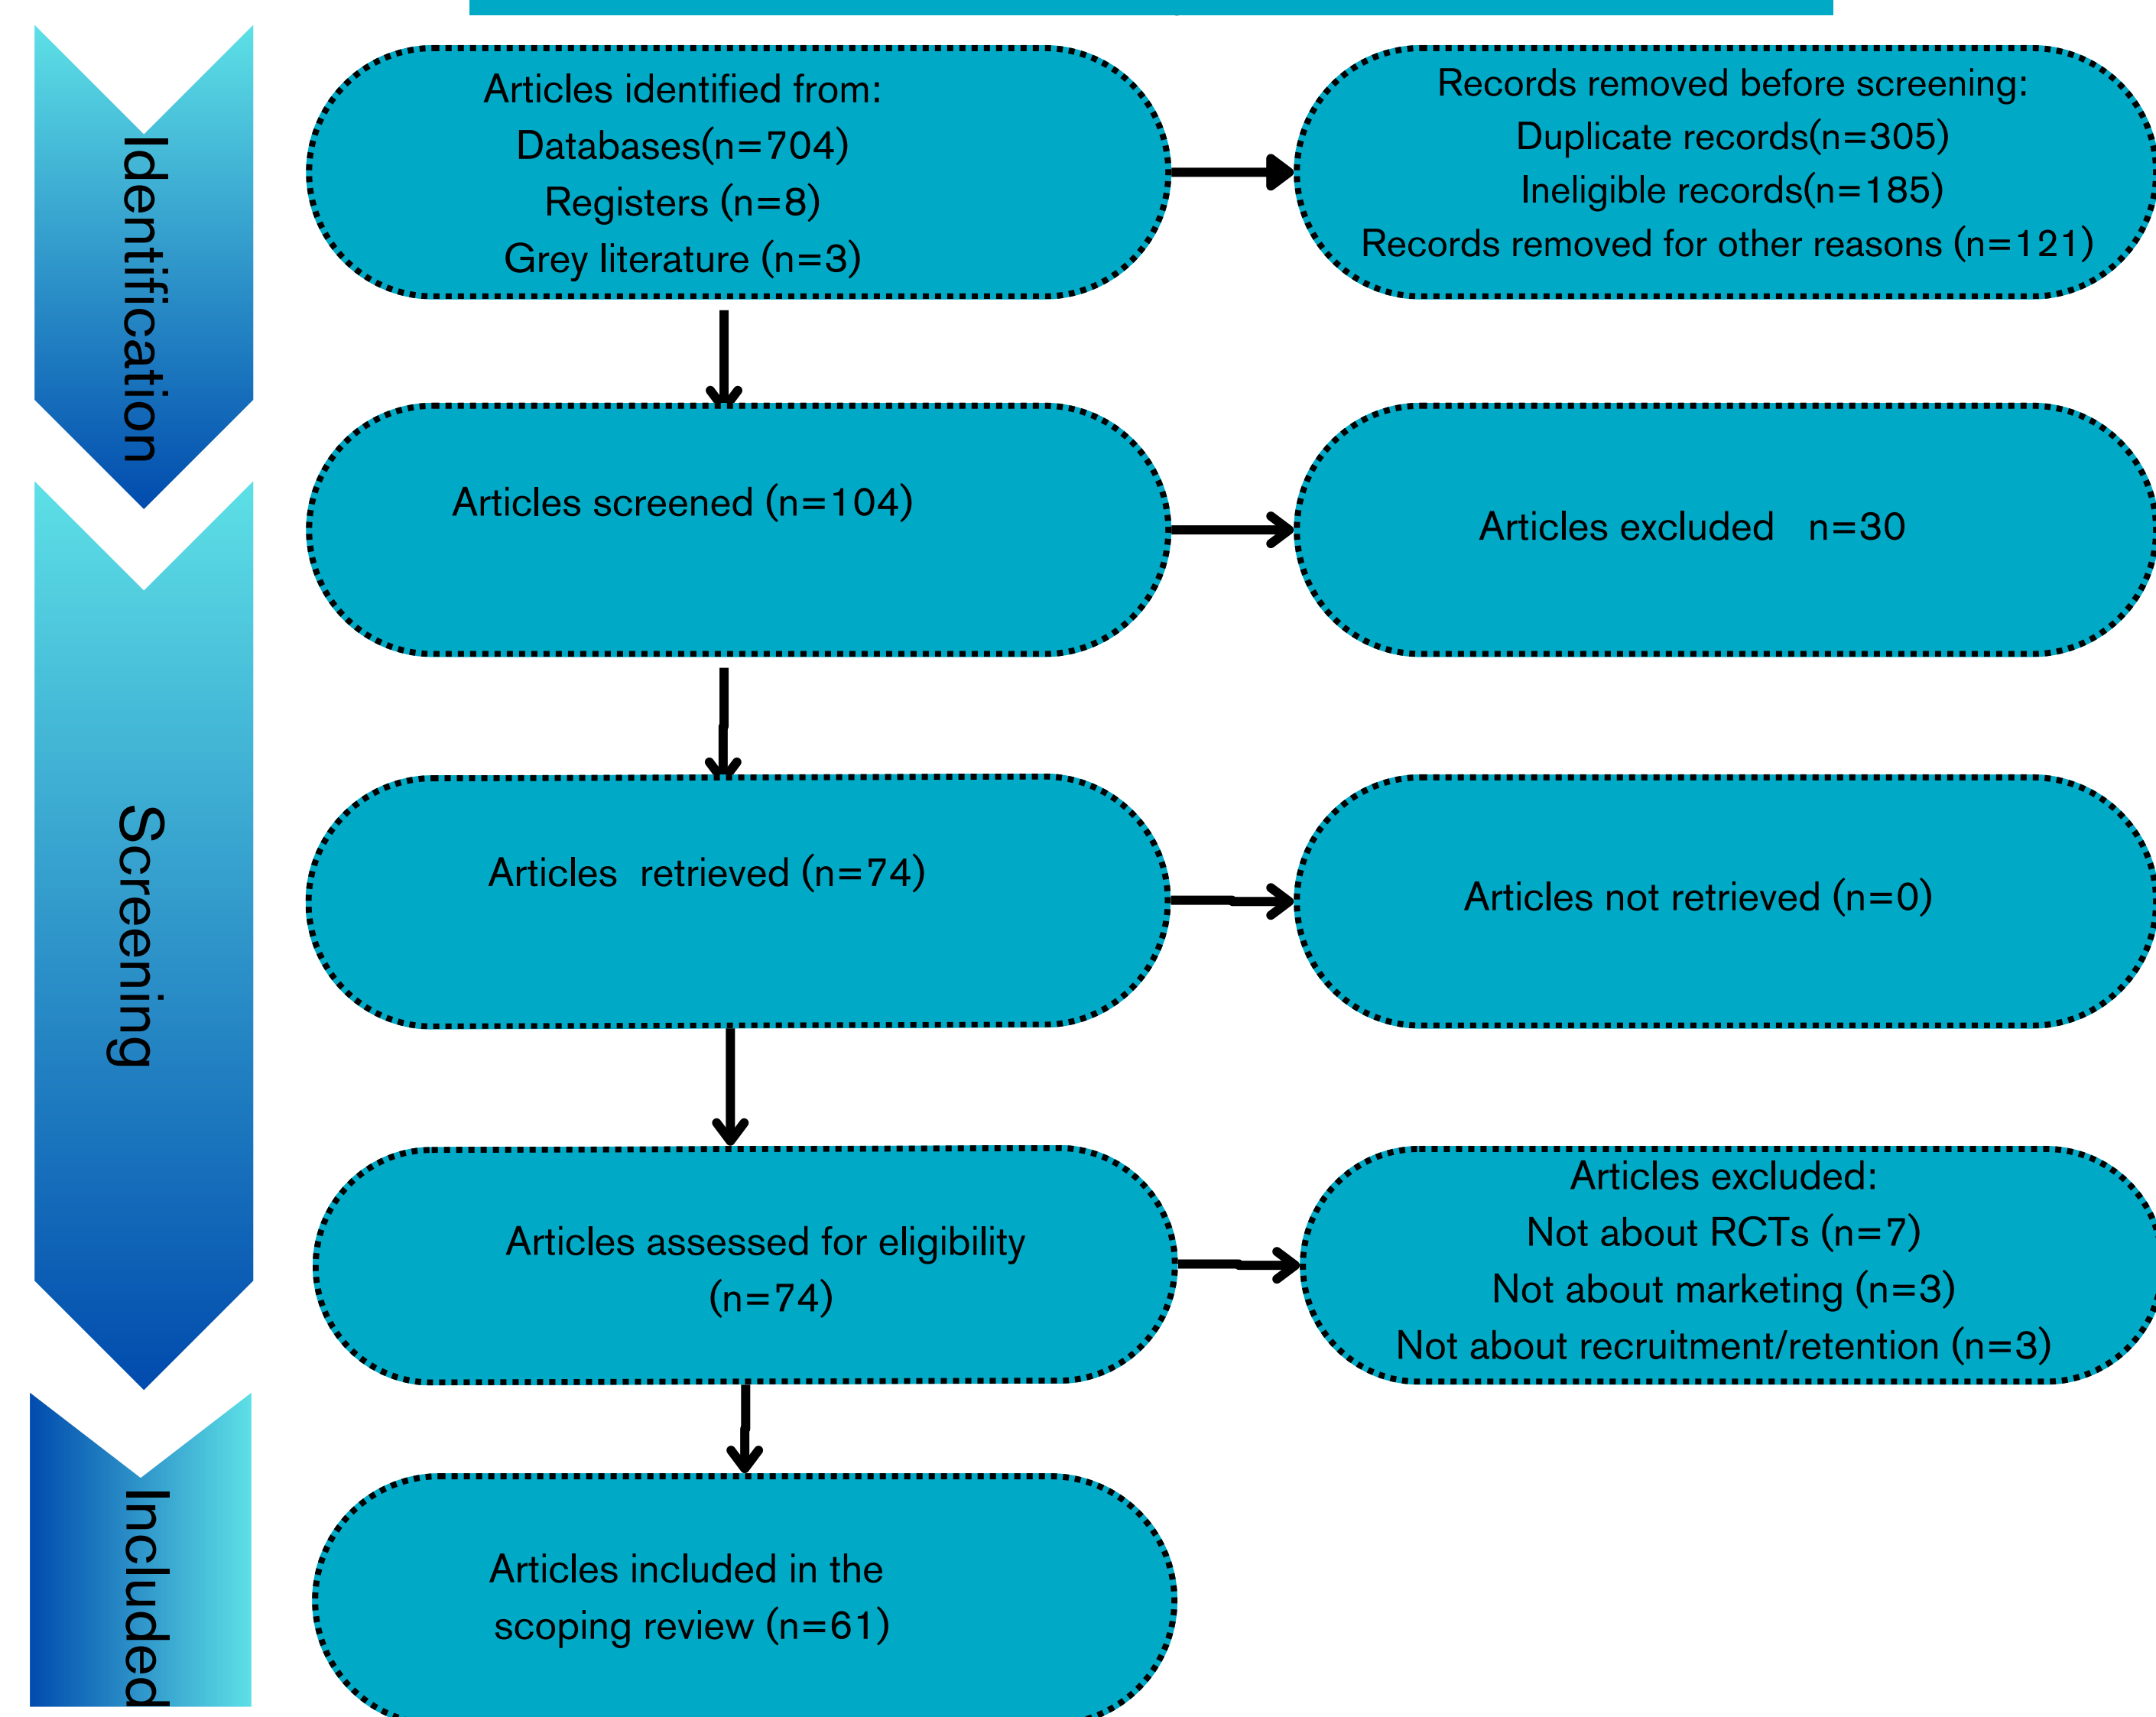 Identification
Articles identified from:
Databases(n=704)
Registers (n=8)
Grey literature (n=3)
Records removed before screening:
Duplicate records(n=305)
Ineligible records(n=185)
Records removed for other reasons (n=121)
Screening
Articles screened (n=104)
Articles excluded n=30
Articles retrieved (n=74)
Articles not retrieved (n=0)
Articles assessed for eligibility
(n=74)
Articles excluded:
Not about RCTs (n=7)
Not about marketing (n=3)
Not about recruitment/retention (n=3)
Included
Articles included in the
scoping review (n=61)